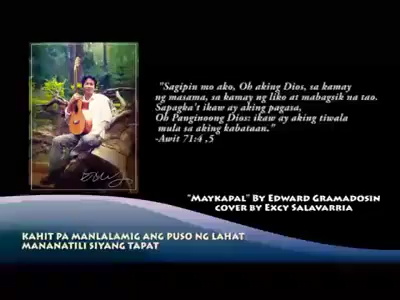 "Sagipin mo ako, Oh aking Dios, sa kamay
ng masama, sa kamay ng liko at mabagsik na tao.
Sapagka't ikaw ay aking pagasa,
Oh Panginoong Dios: ikaw ay aking tiwala
mula sa aking kabataan."
-Awit 71:4 ,5
"Maykapal" By Edward Gramadosin
cover by Excy Salavarria
KAHIT PA MANLALAMIG ANG PUSO NG LAHAT
MANANATILI SIYANG TAPAT